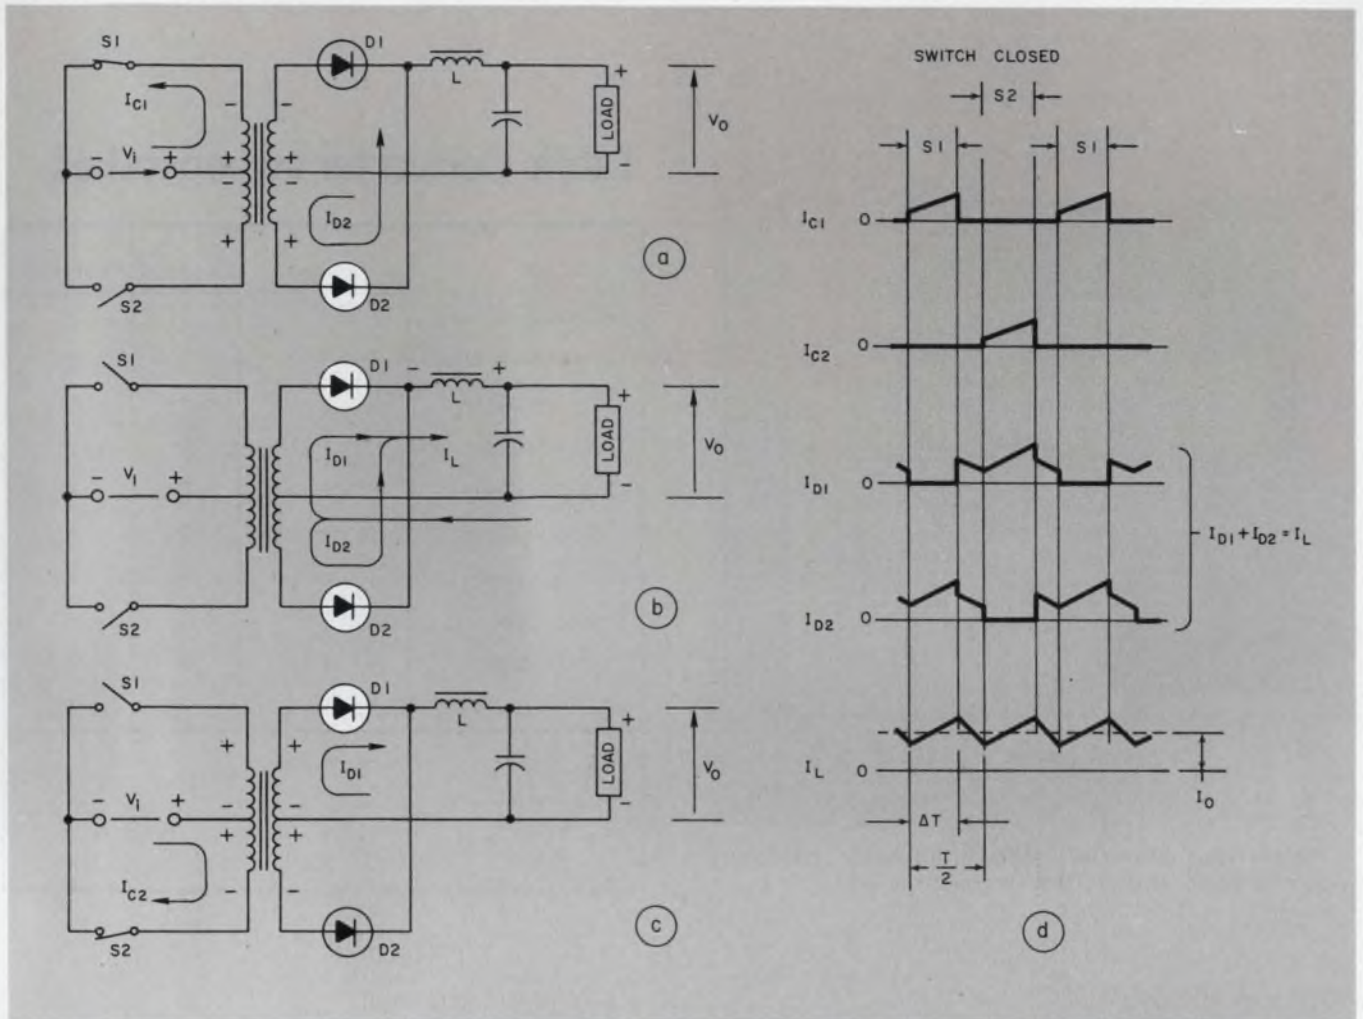 S1
D1
I_C1
L
+
LOAD
V_O
- V_i +
-
I_D2
S2
D2
a
S1
D1
- L +
+
LOAD
V_O
I_D1
I_L
- V_i +
-
I_D2
S2
D2
b
S1
D1
L
+
LOAD
V_O
I_D1
- V_i +
-
I_C2
S2
D2
c
SWITCH CLOSED
S2
S1 S1
I_C1 0
I_C2 0
I_D1 0
I_D1 + I_D2 = I_L
I_D2 0
I_L 0
I_O
ΔT
T
2
d